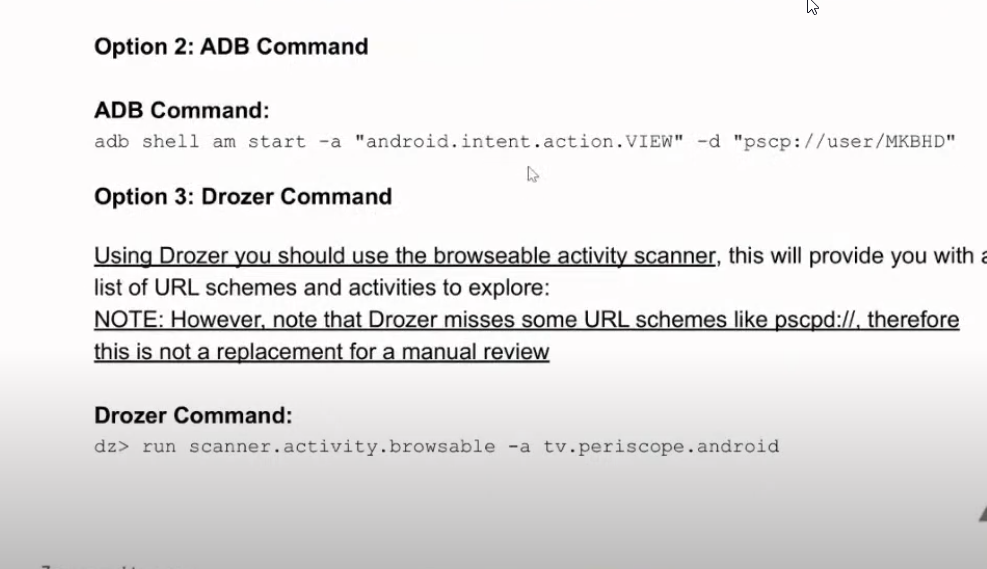 Option 2: ADB Command
ADB Command:
adb shell am start -a "android.intent.action.VIEW" -d "pscp://user/MKBHD"
Option 3: Drozer Command
Using Drozer you should use the browseable activity scanner, this will provide you with a
list of URL schemes and activities to explore:
NOTE: However, note that Drozer misses some URL schemes like pscpd://, therefore
this is not a replacement for a manual review
Drozer Command:
dz> run scanner.activity.browsable -a tv.periscope.android